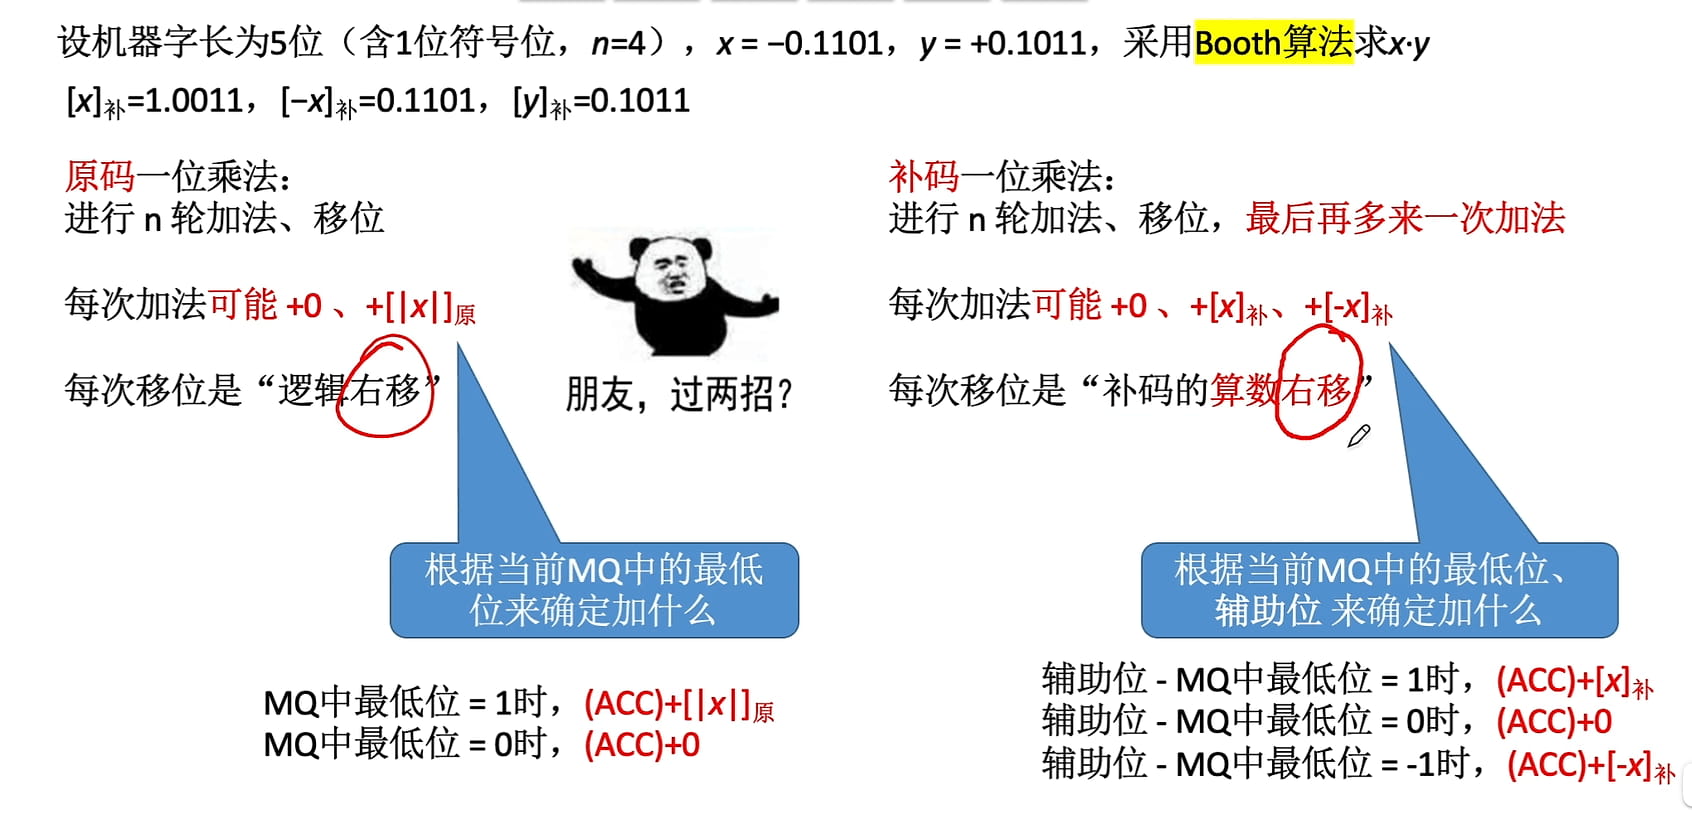 设机器字长为5位（含1位符号位，n=4），x = −0.1101，y = +0.1011，采用Booth算法求x·y
[x]补=1.0011，[−x]补=0.1101，[y]补=0.1011
原码一位乘法：
进行 n 轮加法、移位
每次加法可能 +0 、+[|x|]原
每次移位是“逻辑右移”
朋友，过两招？
根据当前MQ中的最低
位来确定加什么
MQ中最低位 = 1时，(ACC)+[|x|]原
MQ中最低位 = 0时，(ACC)+0
补码一位乘法：
进行 n 轮加法、移位，最后再多来一次加法
每次加法可能 +0 、+[x]补、+[-x]补
每次移位是“补码的算数右移”
根据当前MQ中的最低位、
辅助位 来确定加什么
辅助位 - MQ中最低位 = 1时，(ACC)+[x]补
辅助位 - MQ中最低位 = 0时，(ACC)+0
辅助位 - MQ中最低位 = -1时，(ACC)+[-x]补